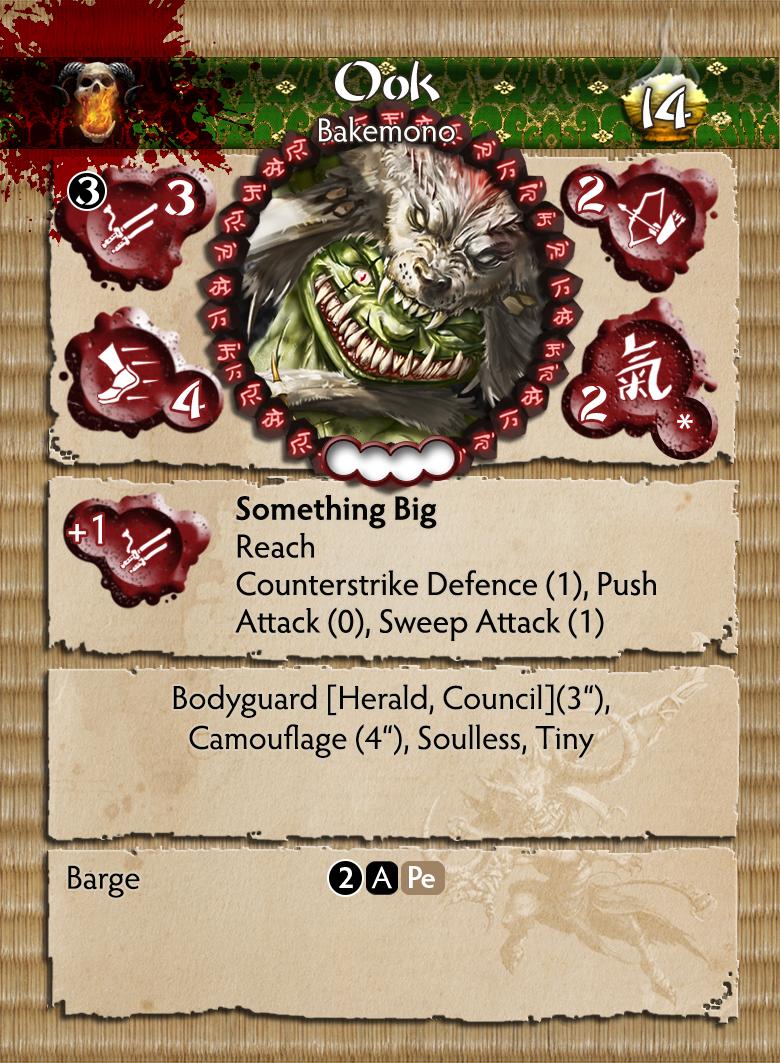 Ook
14
Bakemono
3 3
2
4
氣
2 *
+1
Something Big
Reach
Counterstrike Defence (1), Push
Attack (0), Sweep Attack (1)
Bodyguard [Herald, Council](3“),
Camouflage (4“), Soulless, Tiny
Barge 2 A Pe